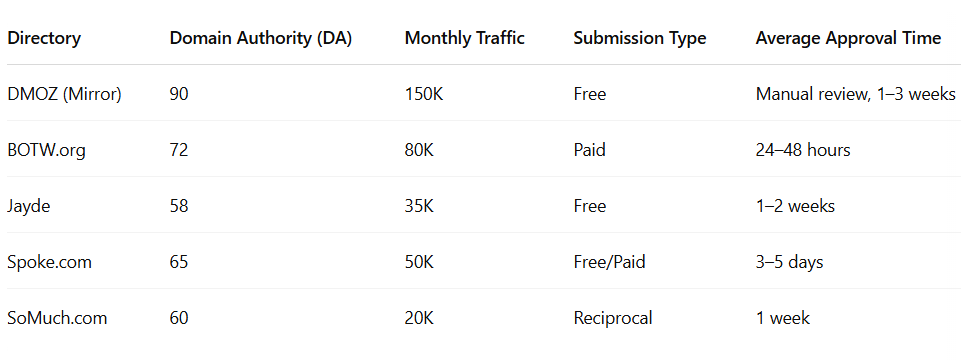 Directory Domain Authority (DA) Monthly Traffic Submission Type Average Approval Time
DMOZ (Mirror) 90 150K Free Manual review, 1–3 weeks
BOTW.org 72 80K Paid 24–48 hours
Jayde 58 35K Free 1–2 weeks
Spoke.com 65 50K Free/Paid 3–5 days
SoMuch.com 60 20K Reciprocal 1 week